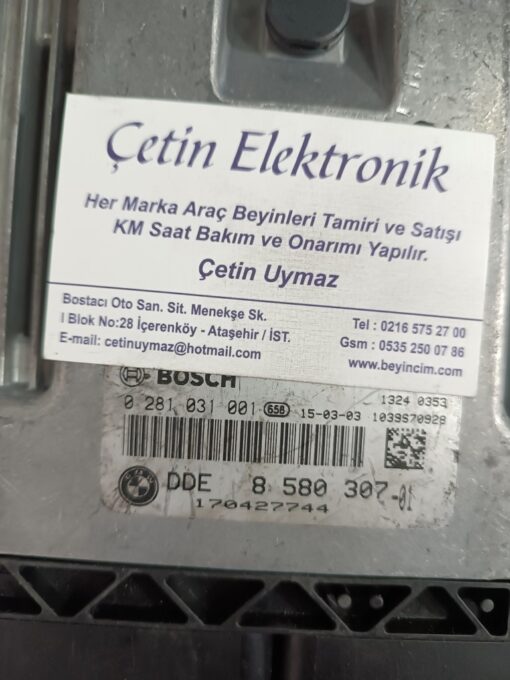 Çetin Elektronik
Her Marka Araç Beyinleri Tamiri ve Satışı
KM Saat Bakım ve Onarımı Yapılır.
Çetin Uymaz
Bostacı Oto San. Sit. Menekşe Sk.
I Blok No:28 İçerenköy - Ataşehir / İST.
E-mail: cetinuymaz@hotmail.com
Tel : 0216 575 27 00
Gsm : 0535 250 07 86
www.beyincim.com
BOSCH
1324 0353
0 281 031 001 658 15-03-03 1039S70928
DDE 8 580 307-01
170427744